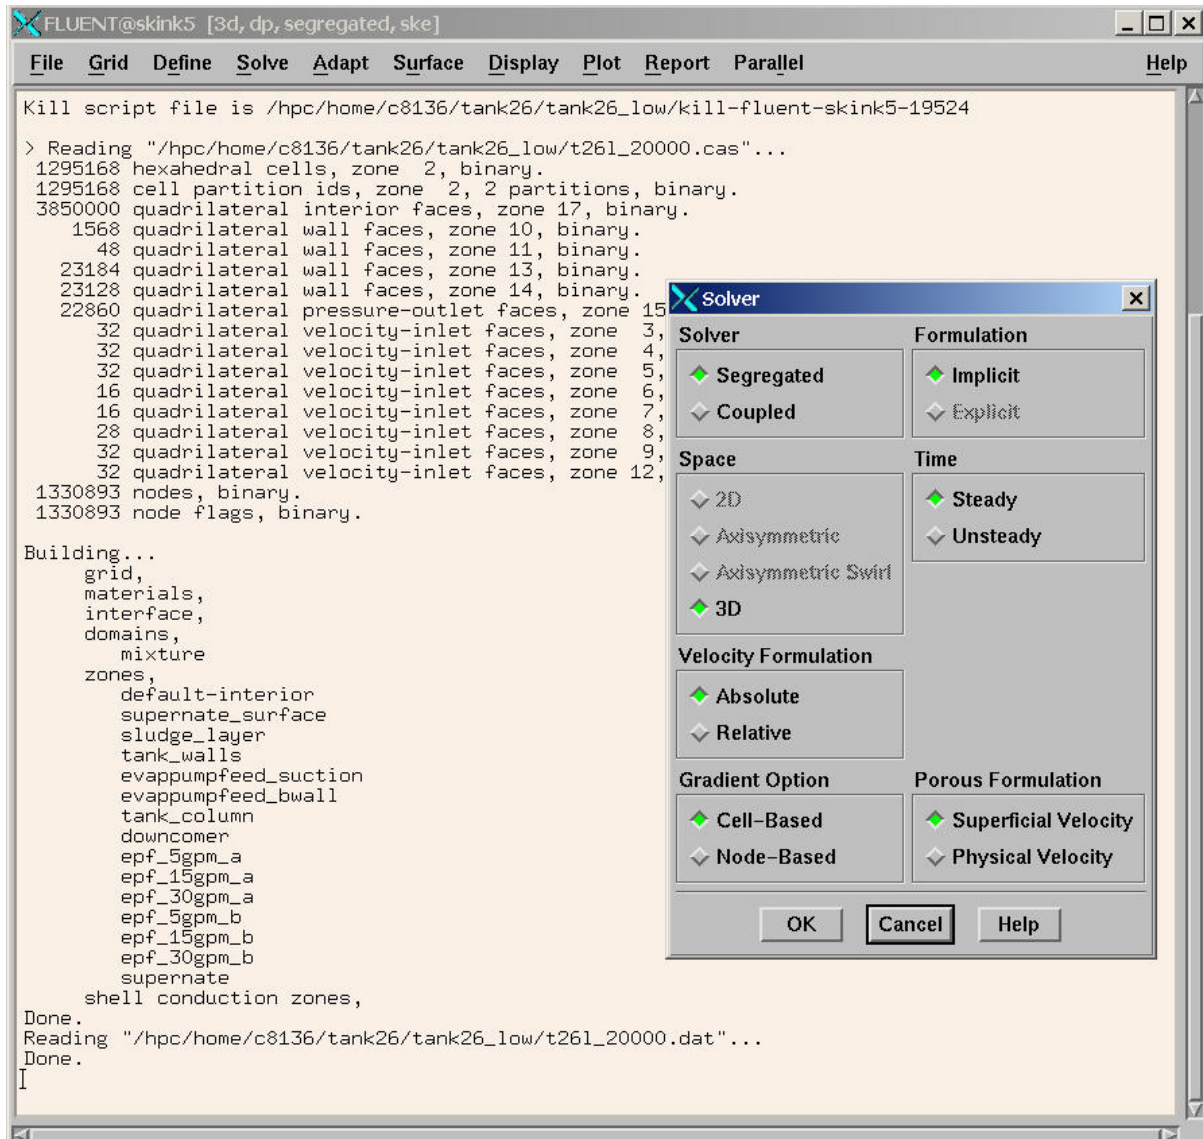 FLUENT@skink5 [3d, dp, segregated, ske]
File Grid Define Solve Adapt Surface Display Plot Report Parallel Help
Kill script file is /hpc/home/c8136/tank26/tank26_low/kill-fluent-skink5-19524
> Reading "/hpc/home/c8136/tank26/tank26_low/t26l_20000.cas"...
1295168 hexahedral cells, zone 2, binary.
1295168 cell partition ids, zone 2, 2 partitions, binary.
3850000 quadrilateral interior faces, zone 17, binary.
1568 quadrilateral wall faces, zone 10, binary.
48 quadrilateral wall faces, zone 11, binary.
23184 quadrilateral wall faces, zone 13, binary.
23128 quadrilateral wall faces, zone 14, binary.
22860 quadrilateral pressure-outlet faces, zone 15
32 quadrilateral velocity-inlet faces, zone 3,
32 quadrilateral velocity-inlet faces, zone 4,
32 quadrilateral velocity-inlet faces, zone 5,
16 quadrilateral velocity-inlet faces, zone 6,
16 quadrilateral velocity-inlet faces, zone 7,
28 quadrilateral velocity-inlet faces, zone 8,
32 quadrilateral velocity-inlet faces, zone 9,
32 quadrilateral velocity-inlet faces, zone 12,
1330893 nodes, binary.
1330893 node flags, binary.
Building...
grid,
materials,
interface,
domains,
mixture
zones,
default-interior
supernate_surface
sludge_layer
tank_walls
evappumpfeed_suction
evappumpfeed_bwall
tank_column
downcomer
epf_5gpm_a
epf_15gpm_a
epf_30gpm_a
epf_5gpm_b
epf_15gpm_b
epf_30gpm_b
supernate
shell conduction zones,
Done.
Reading "/hpc/home/c8136/tank26/tank26_low/t26l_20000.dat"...
Done.
Solver
Solver
Segregated
Coupled
Formulation
Implicit
Explicit
Space
2D
Axisymmetric
Axisymmetric Swirl
3D
Time
Steady
Unsteady
Velocity Formulation
Absolute
Relative
Gradient Option
Cell-Based
Node-Based
Porous Formulation
Superficial Velocity
Physical Velocity
OK Cancel Help